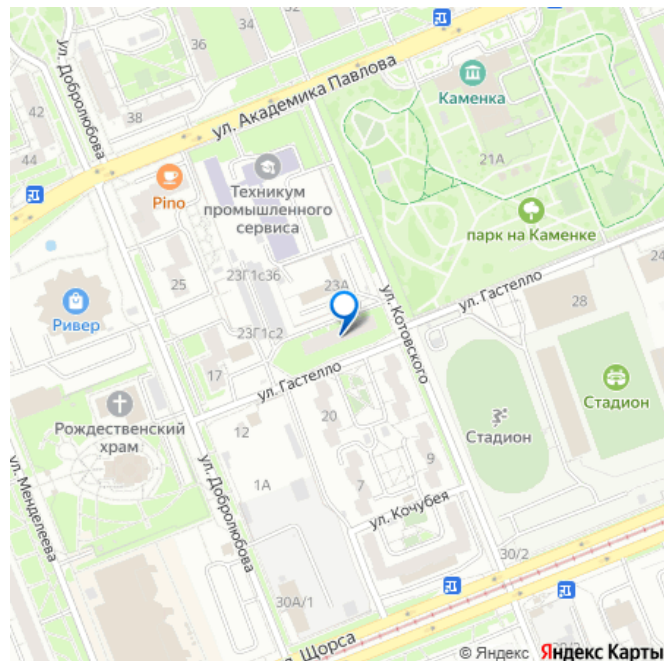 34
36
ул. Добролюбова
ул. Академика Павлова
42
38
Каменка
44
21А
Pino
Техникум
промышленного
сервиса
парк на Каменке
24
25
23Г1с36
23А
ул. Гастелло
28
Ривер
23Г1с2
ул. Котовского
17
ул. Гастелло
Стадион
Рождественский
храм
12
20
Стадион
ул. Менделеева
ул. Добролюбова
1А
7
9
ул. Кочубея
30/2
30А/1
Щорса
© Яндекс Яндекс Карты